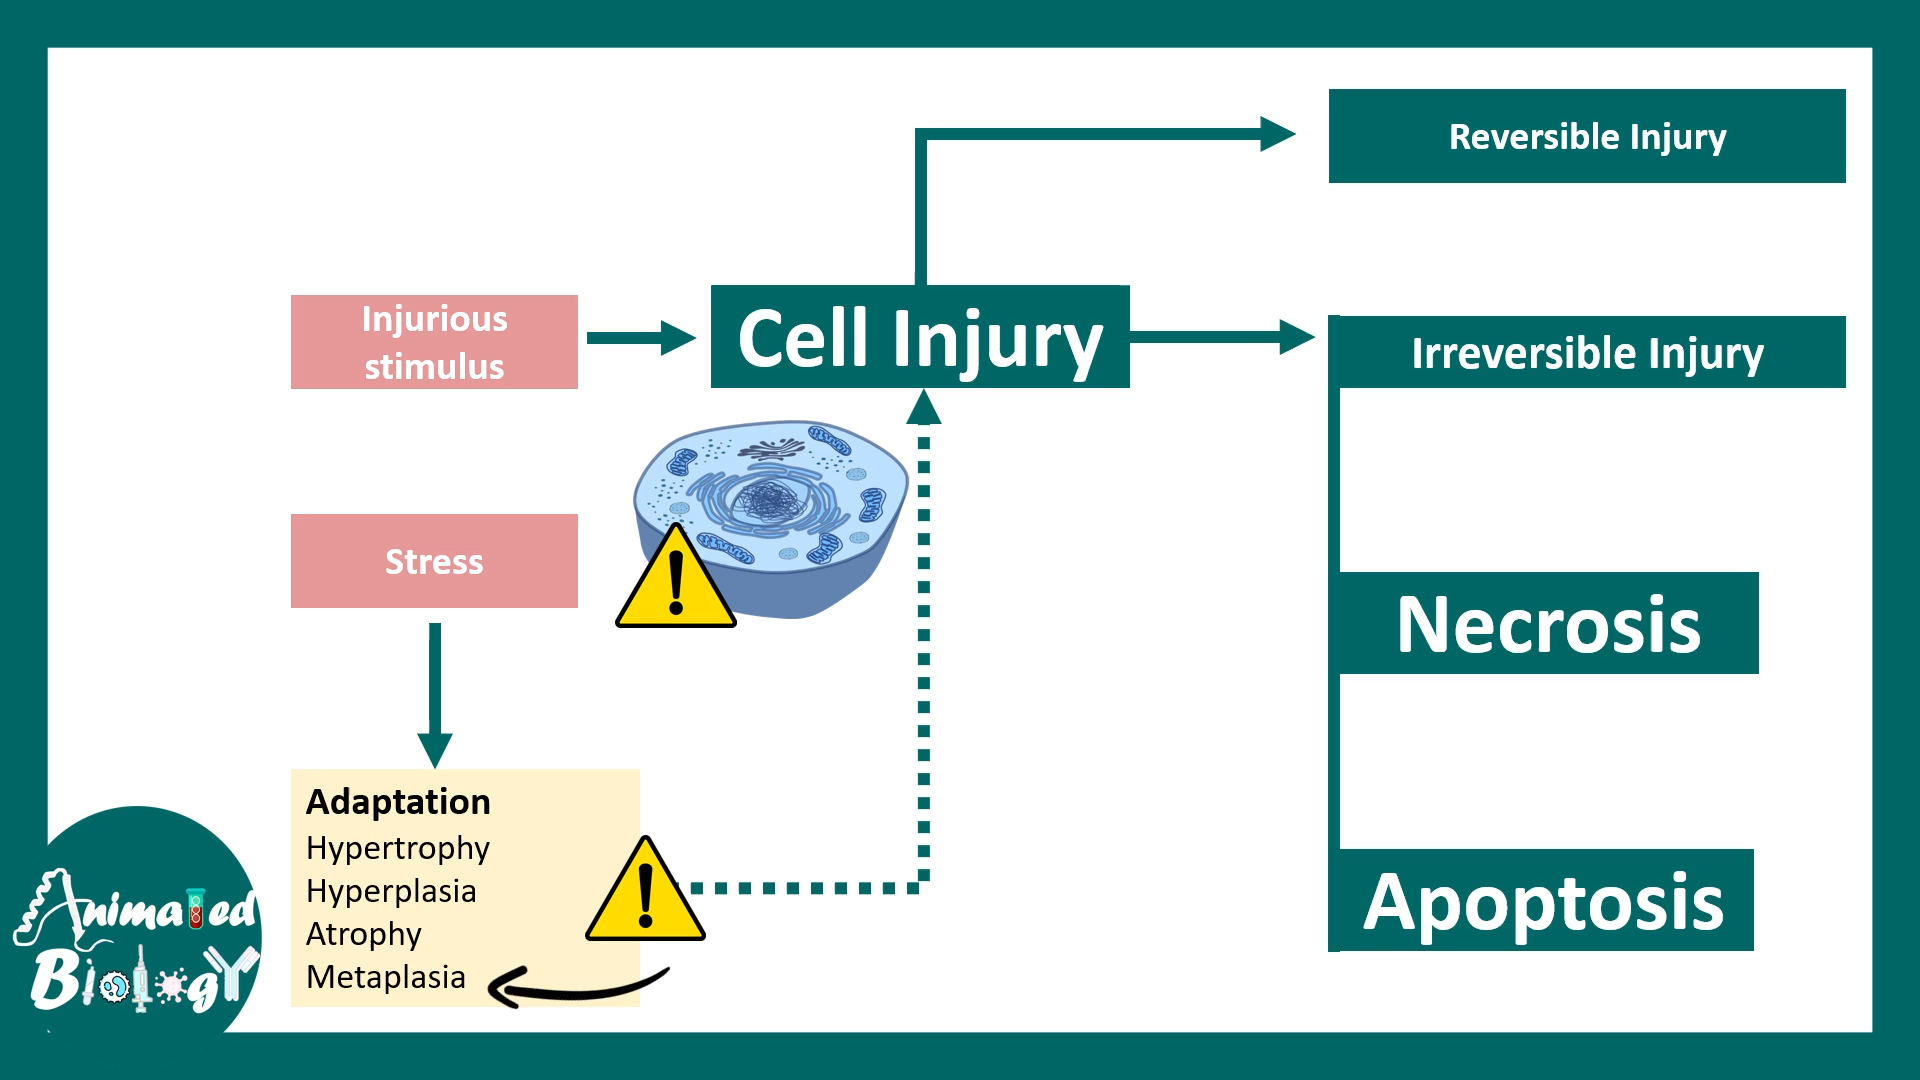 Reversible Injury
Injurious
stimulus
Cell Injury
Irreversible Injury
Stress
Necrosis
Adaptation
Hypertrophy
Hyperplasia
Atrophy
Metaplasia
Apoptosis
Animated
BiologY